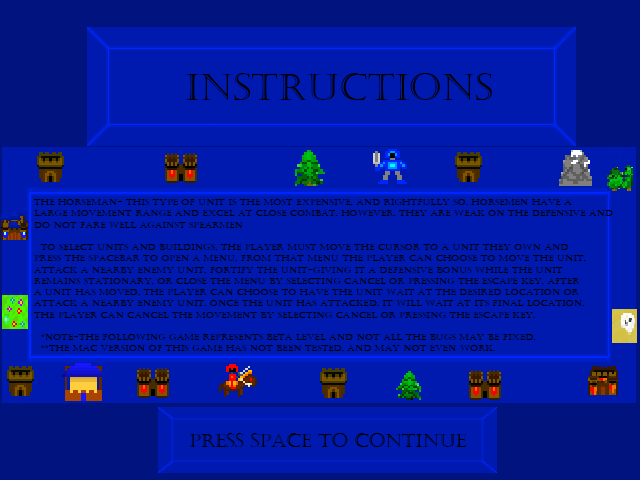 INSTRUCTIONS
THE HORSEMAN- THIS TYPE OF UNIT IS THE MOST EXPENSIVE, AND RIGHTFULLY SO. HORSEMEN HAVE A
LARGE MOVEMENT RANGE AND EXCEL AT CLOSE COMBAT. HOWEVER, THEY ARE WEAK ON THE DEFENSIVE AND
DO NOT FARE WELL AGAINST SPEARMEN
TO SELECT UNITS AND BUILDINGS, THE PLAYER MUST MOVE THE CURSOR TO A UNIT THEY OWN AND
PRESS THE SPACEBAR TO OPEN A MENU. FROM THAT MENU THE PLAYER CAN CHOOSE TO MOVE THE UNIT,
ATTACK A NEARBY ENEMY UNIT, FORTIFY THE UNIT-GIVING IT A DEFENSIVE BONUS WHILE THE UNIT
REMAINS STATIONARY, OR CLOSE THE MENU BY SELECTING CANCEL OR PRESSING THE ESCAPE KEY. AFTER
A UNIT HAS MOVED, THE PLAYER CAN CHOOSE TO HAVE THE UNIT WAIT AT THE DESIRED LOCATION OR
ATTACK A NEARBY ENEMY UNIT. ONCE THE UNIT HAS ATTACKED, IT WILL WAIT AT ITS FINAL LOCATION.
THE PLAYER CAN CANCEL THE MOVEMENT BY SELECTING CANCEL OR PRESSING THE ESCAPE KEY.
*NOTE-THE FOLLOWING GAME REPRESENTS BETA LEVEL AND NOT ALL THE BUGS MAY BE FIXED.
**THE MAC VERSION OF THIS GAME HAS NOT BEEN TESTED, AND MAY NOT EVEN WORK.
PRESS SPACE TO CONTINUE